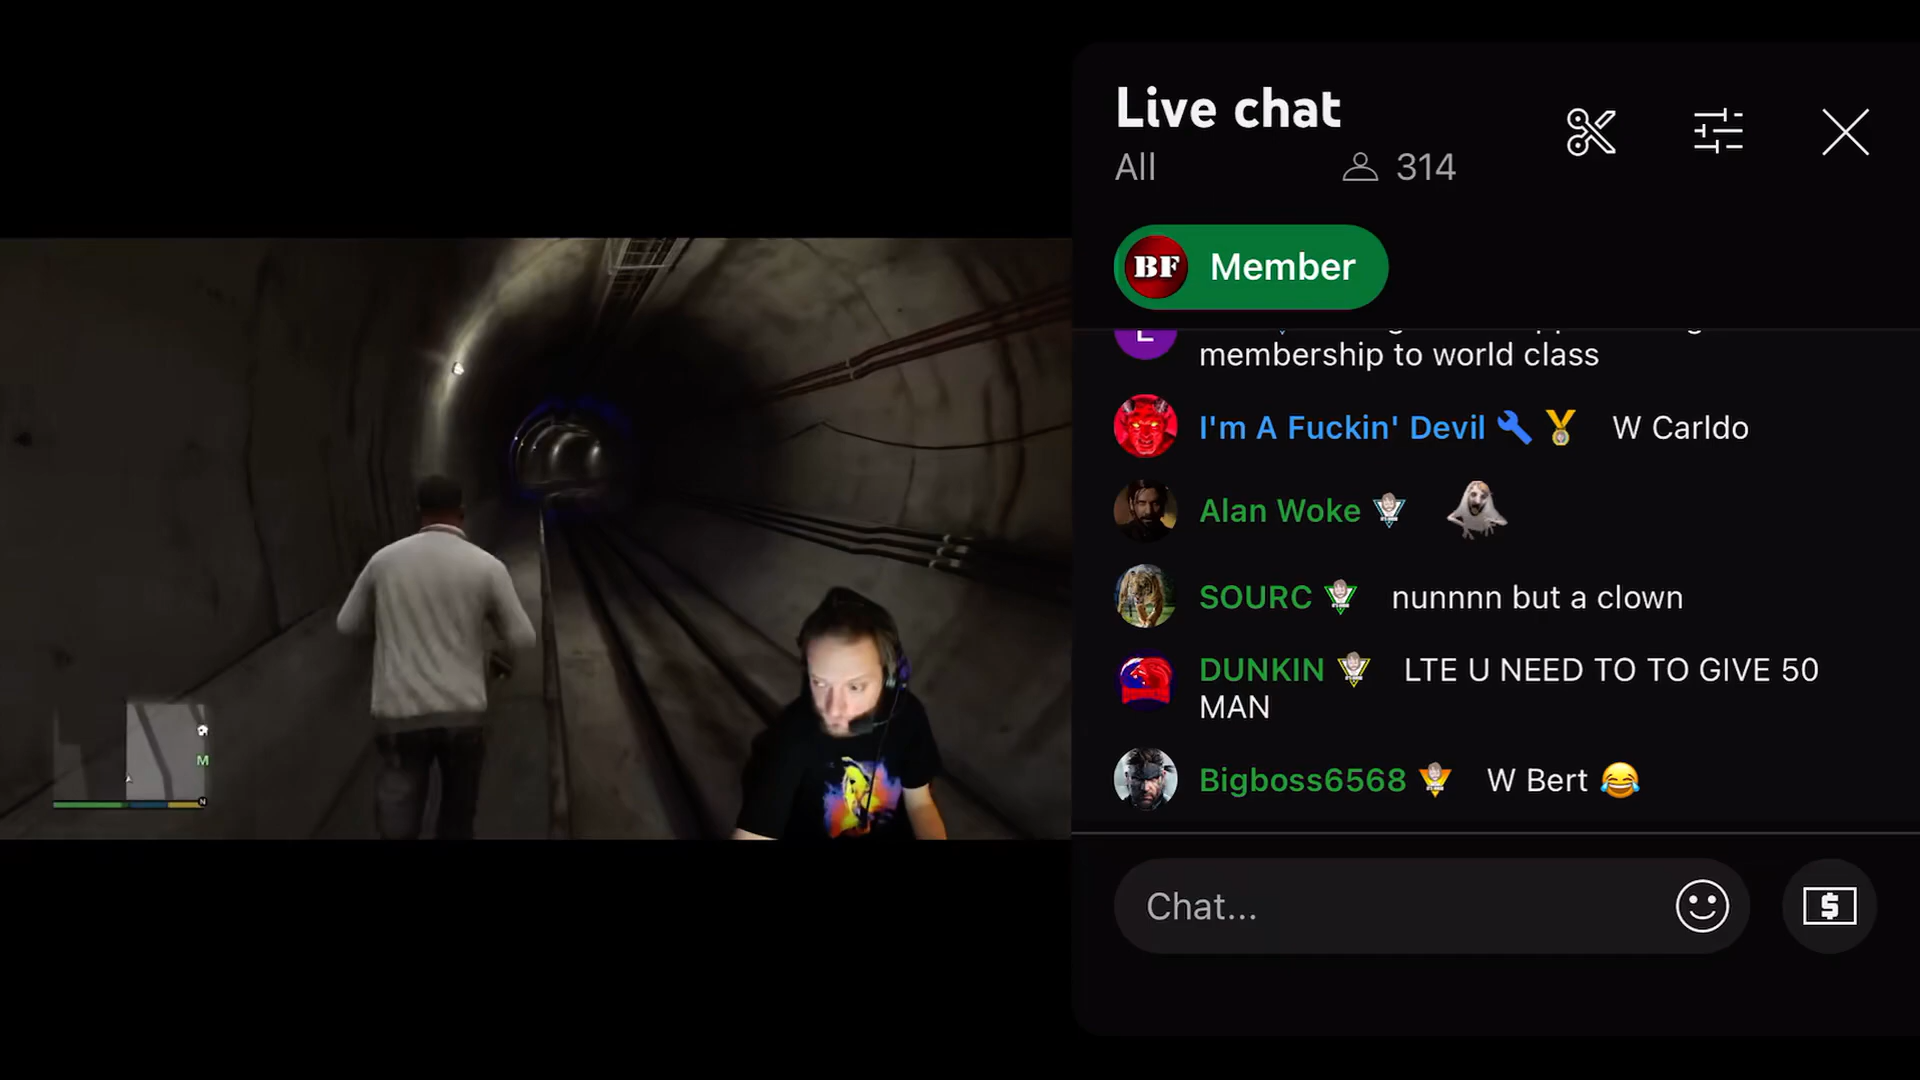 Live chat
All 314
BF Member
membership to world class
I'm A Fuckin' Devil W Carldo
Alan Woke
SOURC nunnnn but a clown
DUNKIN LTE U NEED TO TO GIVE 50
MAN
Bigboss6568 W Bert 😂
Chat...
M
N